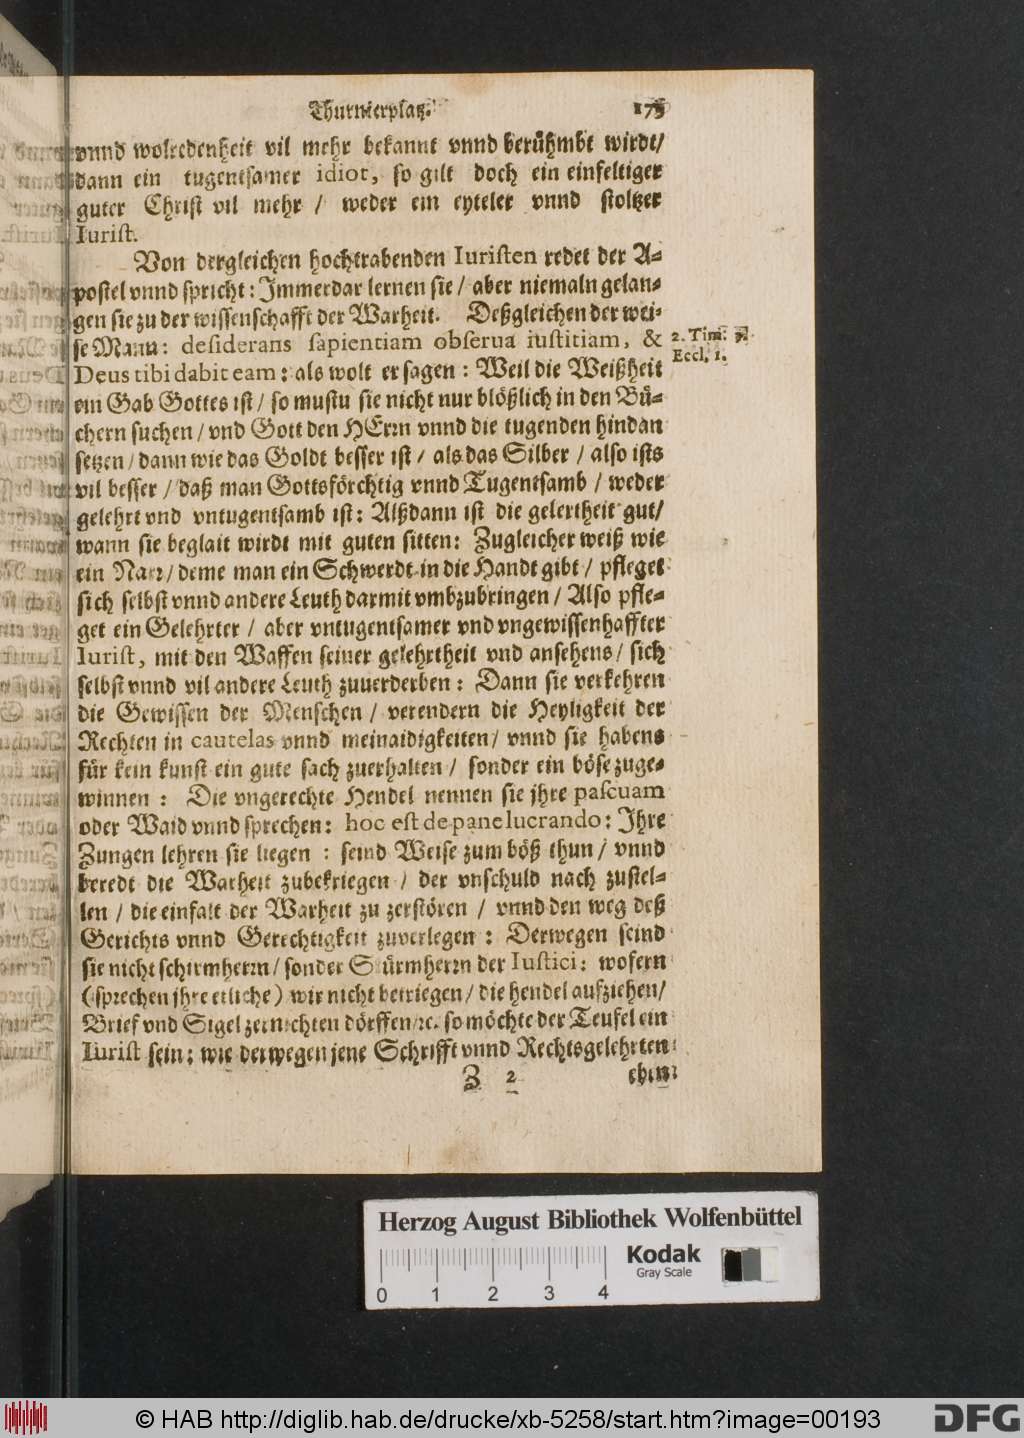 Thurnierplatz. 179
vnnd wolredenheit vil mehr bekannt vnnd berühmbt wirdt/
dann ein tugentsamer idiot, so gilt doch ein einfeltiger
guter Christ vil mehr / weder ein eyteler vnnd stoltzer
Iurist.
Von dergleichen hochtrabenden Iuristen redet der A-
postel vnnd spricht: Immerdar lernen sie / aber niemaln gelan-
gen sie zu der wissenschafft der Warheit. Deßgleichen der wei-
se Mann: desiderans sapientiam obserua iustitiam, &
2. Tim. 3.
Eccl. 1.
Deus tibi dabit eam: als wolt er sagen: Weil die Weißheit
ein Gab Gottes ist / so mustu sie nicht nur blößlich in den Bü-
chern suchen / vnd Gott den HErrn vnnd die tugenden hindan
setzen / dann wie das Goldt besser ist / als das Silber / also ists
vil besser / daß man Gottsförchtig vnnd Tugentsamb / weder
gelehrt vnd vntugentsamb ist: Alßdann ist die gelertheit gut/
wann sie beglait wirdt mit guten sitten: Zugleicher weiß wie
ein Narr / deme man ein Schwerdt in die Handt gibt / pfleget
sich selbst vnnd andere Leuth darmit vmbzubringen / Also pfle-
get ein Gelehrter / aber vntugentsamer vnd vngewissenhaffter
Iurist, mit den Waffen seiner gelehrtheit vnd ansehens / sich
selbst vnnd vil andere Leuth zuuerderben: Dann sie verkehren
die Gewissen der Menschen / verendern die Heyligkeit der
Rechten in cautelas vnnd meinaidigkeiten/ vnnd sie habens
für kein kunst ein gute sach zuerhalten / sonder ein böse zuge-
winnen : Die vngerechte Hendel nennen sie jhre pascuam
oder Waid vnnd sprechen: hoc est de pane lucrando: Ihre
Zungen lehren sie liegen : seind Weise zum böß thun / vnnd
beredt die Warheit zubekriegen / der vnschuld nach zustel-
len / die einfalt der Warheit zu zerstören / vnnd den weg deß
Gerichts vnnd Gerechtigkeit zuverlegen : Derwegen seind
sie nicht schirmherrn / sonder Stürmherrn der Iustici: wofern
(sprechen jhre etliche) wir nicht betriegen / die hendel aufziehen/
Brief vnd Sigel zernichten dörffen/ꝛc. so möchte der Teufel ein
Iurist sein: wie derwegen jene Schrifft vnnd Rechtsgelehrten
Z 2
Herzog August Bibliothek Wolfenbüttel
Kodak
Gray Scale
0 1 2 3 4
© HAB http://diglib.hab.de/drucke/xb-5258/start.htm?image=00193
DFG